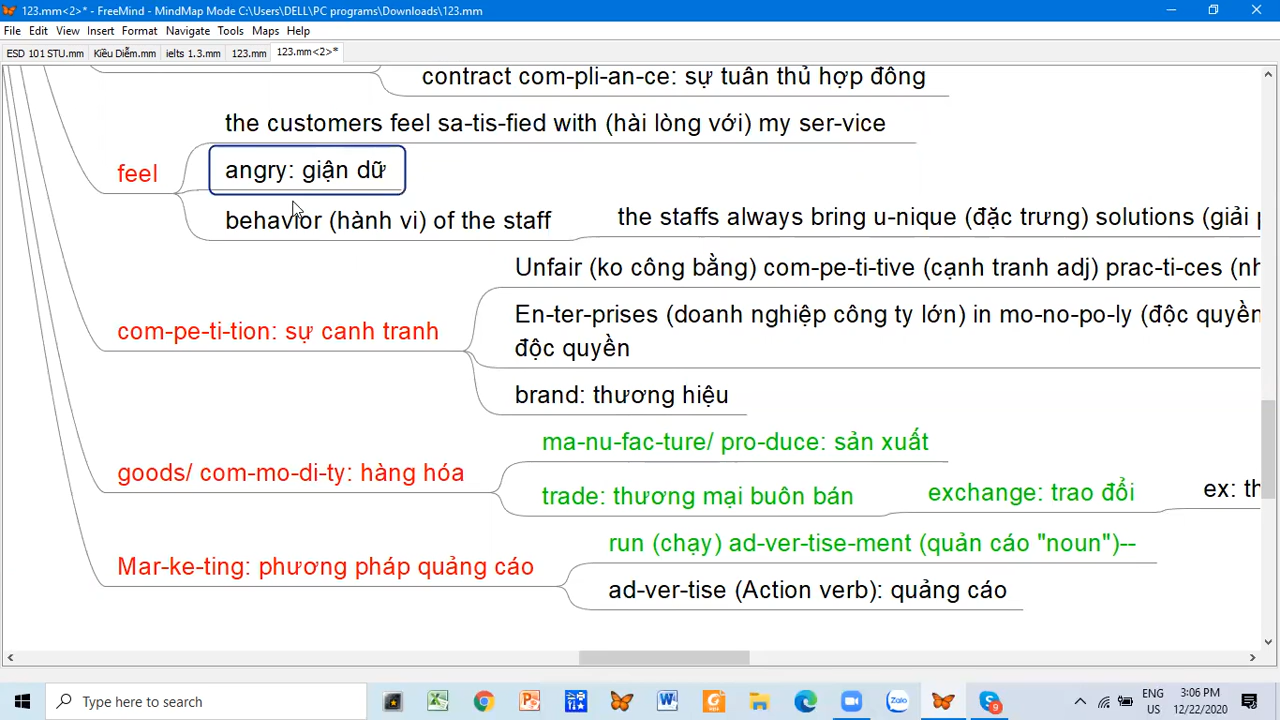 123.mm<2>* - FreeMind - MindMap Mode C:\Users\DELL\PC programs\Downloads\123.mm
File Edit View Insert Format Navigate Tools Maps Help
ESD 101 STU.mm Kiều Diễm.mm ielts 1.3.mm 123.mm 123.mm<2>*
contract com-pli-an-ce: sự tuân thủ hợp đông
the customers feel sa-tis-fied with (hài lòng với) my ser-vice
feel
angry: giận dữ
behavior (hành vi) of the staff
the staffs always bring u-nique (đặc trưng) solutions (giải
Unfair (ko công bằng) com-pe-ti-tive (cạnh tranh adj) prac-ti-ces
com-pe-ti-tion: sự canh tranh
En-ter-prises (doanh nghiệp công ty lớn) in mo-no-po-ly (độc quyền
độc quyền
brand: thương hiệu
ma-nu-fac-ture/ pro-duce: sản xuất
goods/ com-mo-di-ty: hàng hóa
trade: thương mại buôn bán
exchange: trao đổi
ex:
run (chạy) ad-ver-tise-ment (quản cáo "noun")--
Mar-ke-ting: phương pháp quảng cáo
ad-ver-tise (Action verb): quảng cáo
Type here to search
Zalo
9
ENG
US
3:06 PM
12/22/2020